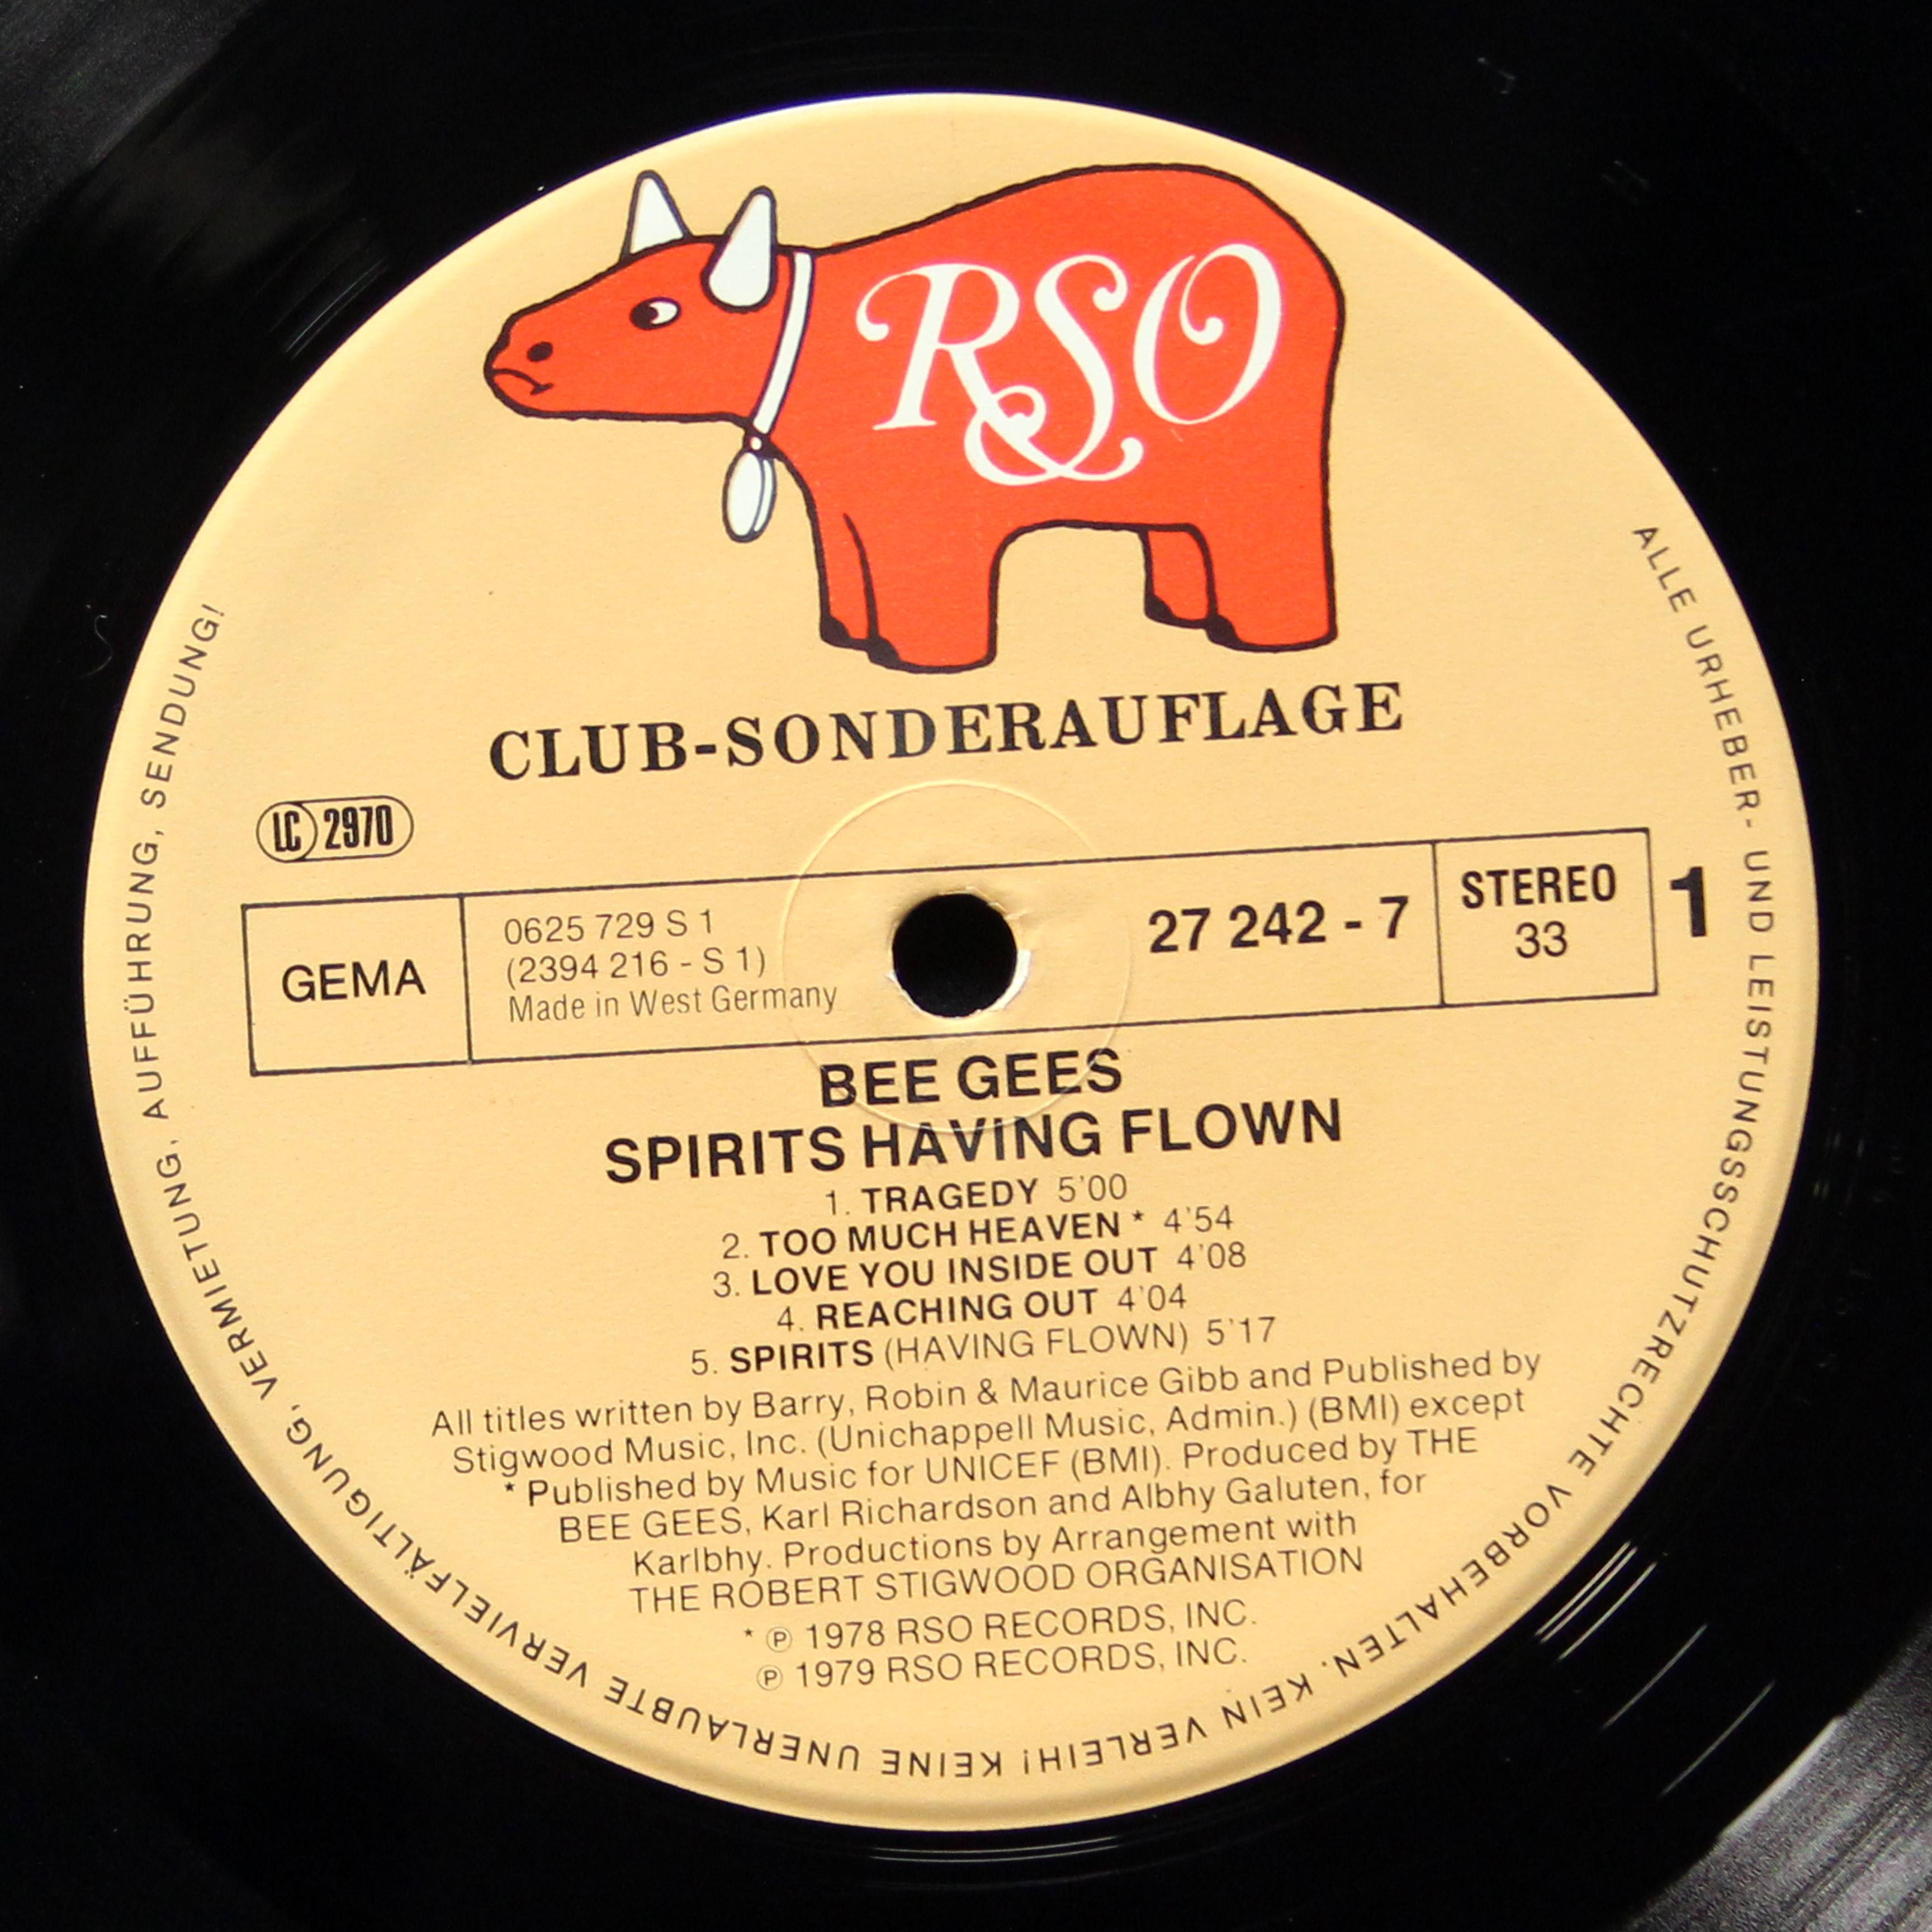 RSO
CLUB-SONDERAUFLAGE
LC 2970
GEMA
0625 729 S 1
(2394 216 - S 1)
Made in West Germany
27 242 - 7
STEREO
33
1
BEE GEES
SPIRITS HAVING FLOWN
1. TRAGEDY 5'00
2. TOO MUCH HEAVEN * 4'54
3. LOVE YOU INSIDE OUT 4'08
4. REACHING OUT 4'04
5. SPIRITS (HAVING FLOWN) 5'17
All titles written by Barry, Robin & Maurice Gibb and Published by
Stigwood Music, Inc. (Unichappell Music, Admin.) (BMI) except
* Published by Music for UNICEF (BMI). Produced by THE
BEE GEES, Karl Richardson and Albhy Galuten, for
Karlbhy. Productions by Arrangement with
THE ROBERT STIGWOOD ORGANISATION
* ℗ 1978 RSO RECORDS, INC.
℗ 1979 RSO RECORDS, INC.
ALLE URHEBER- UND LEISTUNGSSCHUTZRECHTE VORBEHALTEN. KEIN VERLEIH! KEINE UNERLAUBTE VERVIELFÄLTIGUNG, VERMIETUNG, AUFFÜHRUNG, SENDUNG!